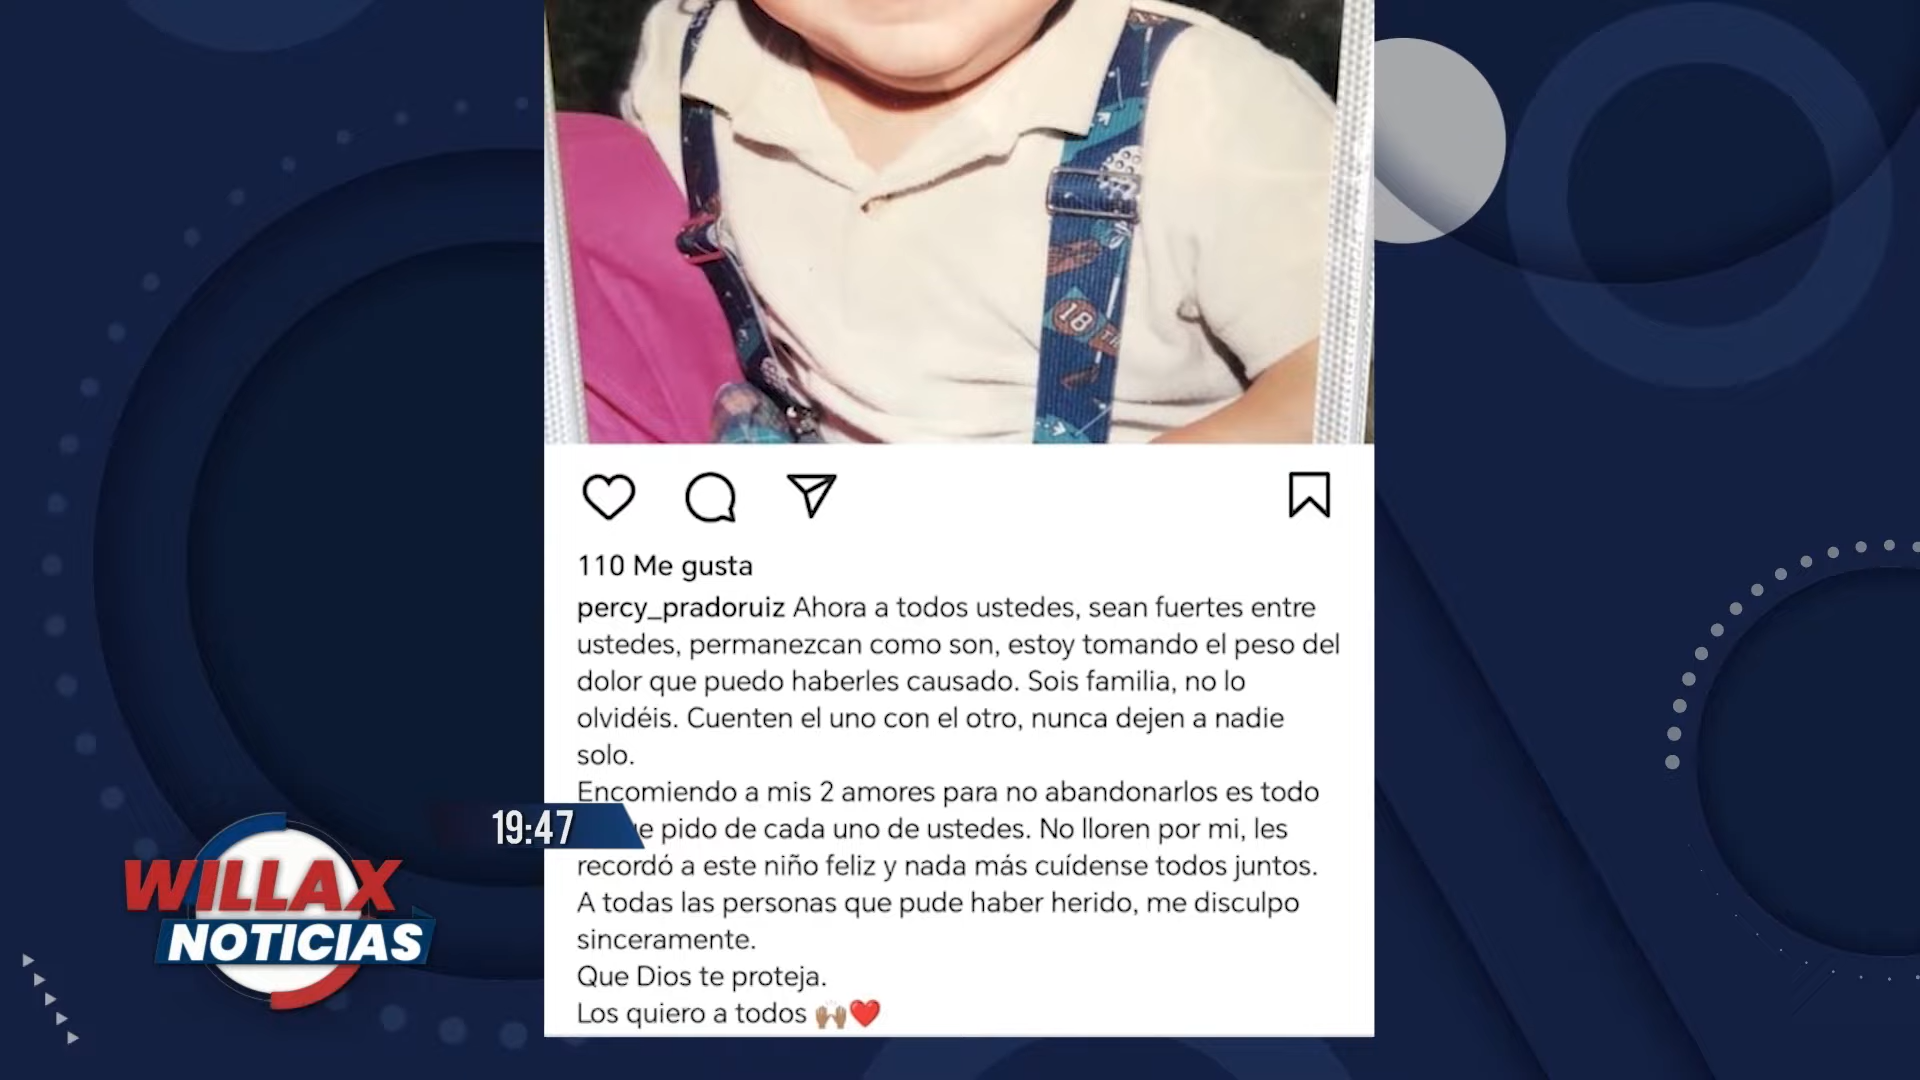 18
110 Me gusta
percy_pradoruiz Ahora a todos ustedes, sean fuertes entre
ustedes, permanezcan como son, estoy tomando el peso del
dolor que puedo haberles causado. Sois familia, no lo
olvidéis. Cuenten el uno con el otro, nunca dejen a nadie
solo.
Encomiendo a mis 2 amores para no abandonarlos es todo
pido de cada uno de ustedes. No lloren por mi, les
recordó a este niño feliz y nada más cuídense todos juntos.
A todas las personas que pude haber herido, me disculpo
sinceramente.
Que Dios te proteja.
Los quiero a todos 🙌🏽❤️
19:47
WILLAX
NOTICIAS